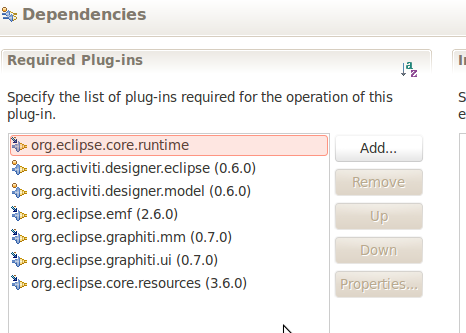 Dependencies
Required Plug-ins
a
z
Specify the list of plug-ins required for the operation of this
plug-in.
org.eclipse.core.runtime
Add...
org.activiti.designer.eclipse (0.6.0)
Remove
org.activiti.designer.model (0.6.0)
org.eclipse.emf (2.6.0)
Up
org.eclipse.graphiti.mm (0.7.0)
Down
org.eclipse.graphiti.ui (0.7.0)
org.eclipse.core.resources (3.6.0)
Properties...